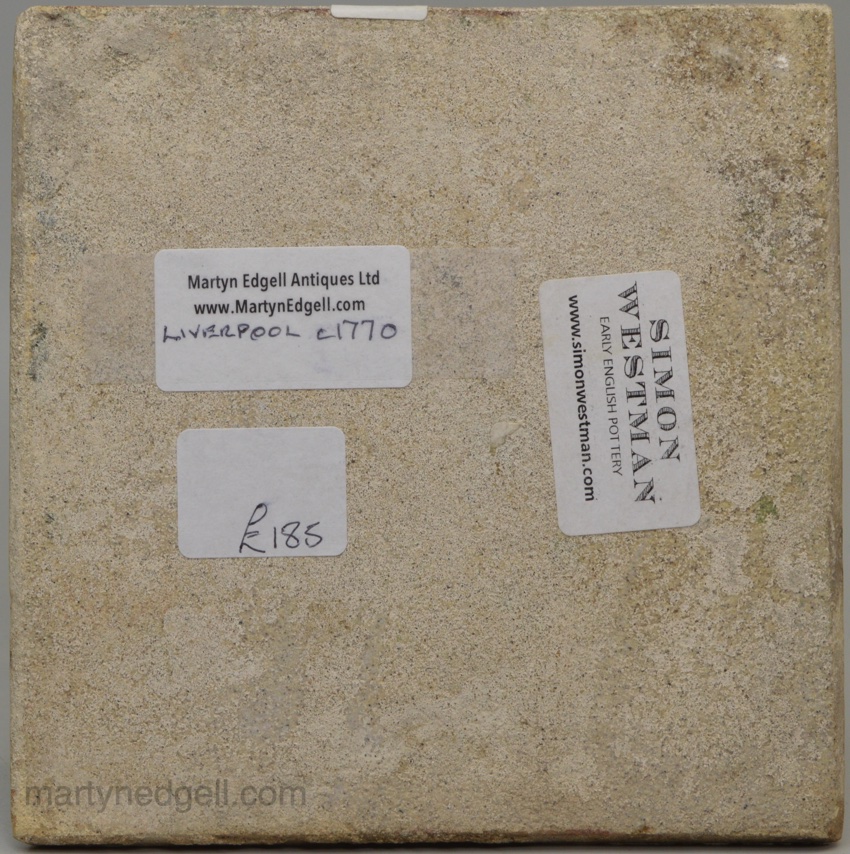 Martyn Edgell Antiques Ltd
www.MartynEdgell.com
LIVERPOOL c1770
£185
SIMON
WESTMAN
EARLY ENGLISH POTTERY
www.simonwestman.com
martynedgell.com